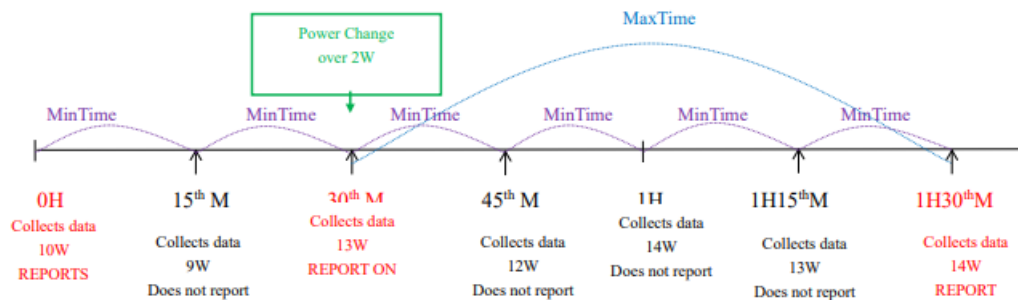 Power Change
over 2W
MaxTime
MinTime MinTime MinTime MinTime MinTime MinTime
0H
Collects data
10W
REPORTS
15th M
Collects data
9W
Does not report
30th M
Collects data
13W
REPORT ON
45th M
Collects data
12W
Does not report
1H
Collects data
14W
Does not report
1H15thM
Collects data
13W
Does not report
1H30thM
Collects data
14W
REPORT